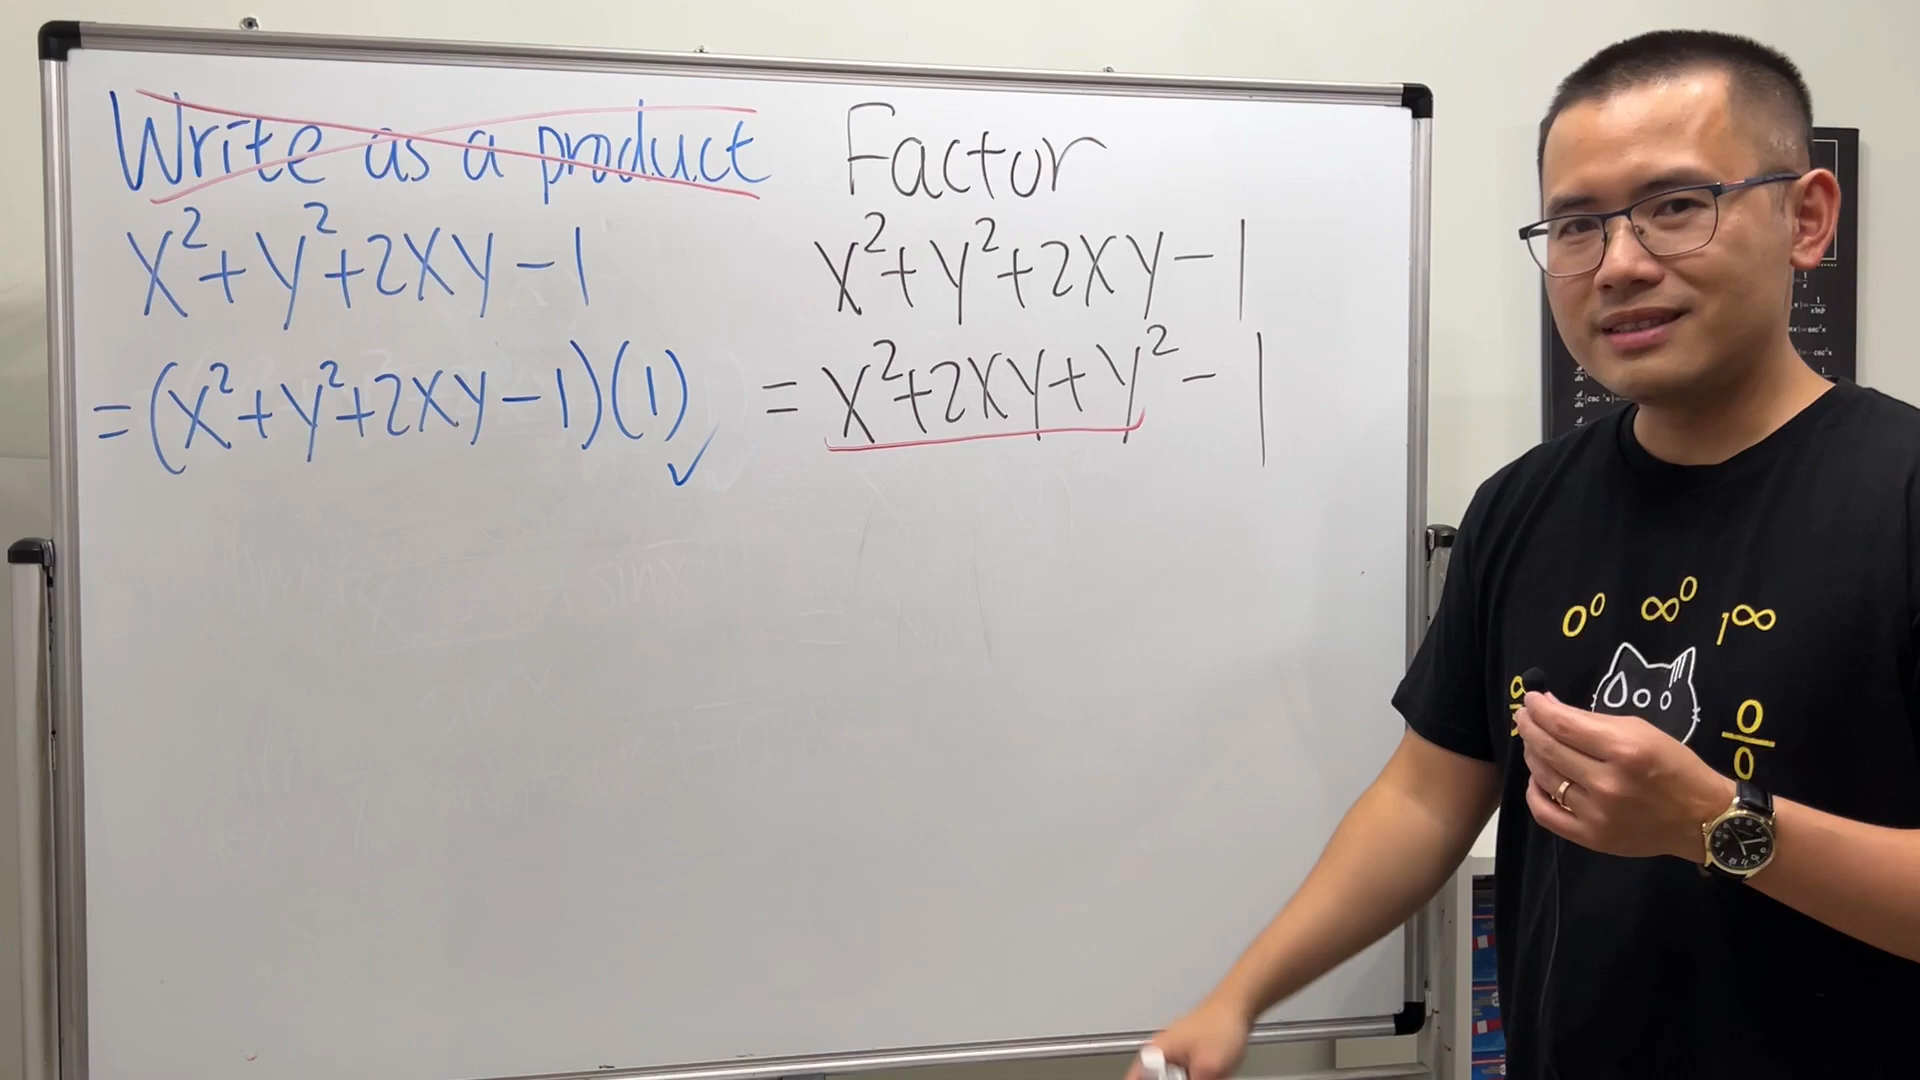 Write as a product
x²+y²+2xy-1
=(x²+y²+2xy-1)(1)✓
Factor
x²+y²+2xy-1
=x²+2xy+y²-1
0⁰ ∞⁰ 1^∞
0/0